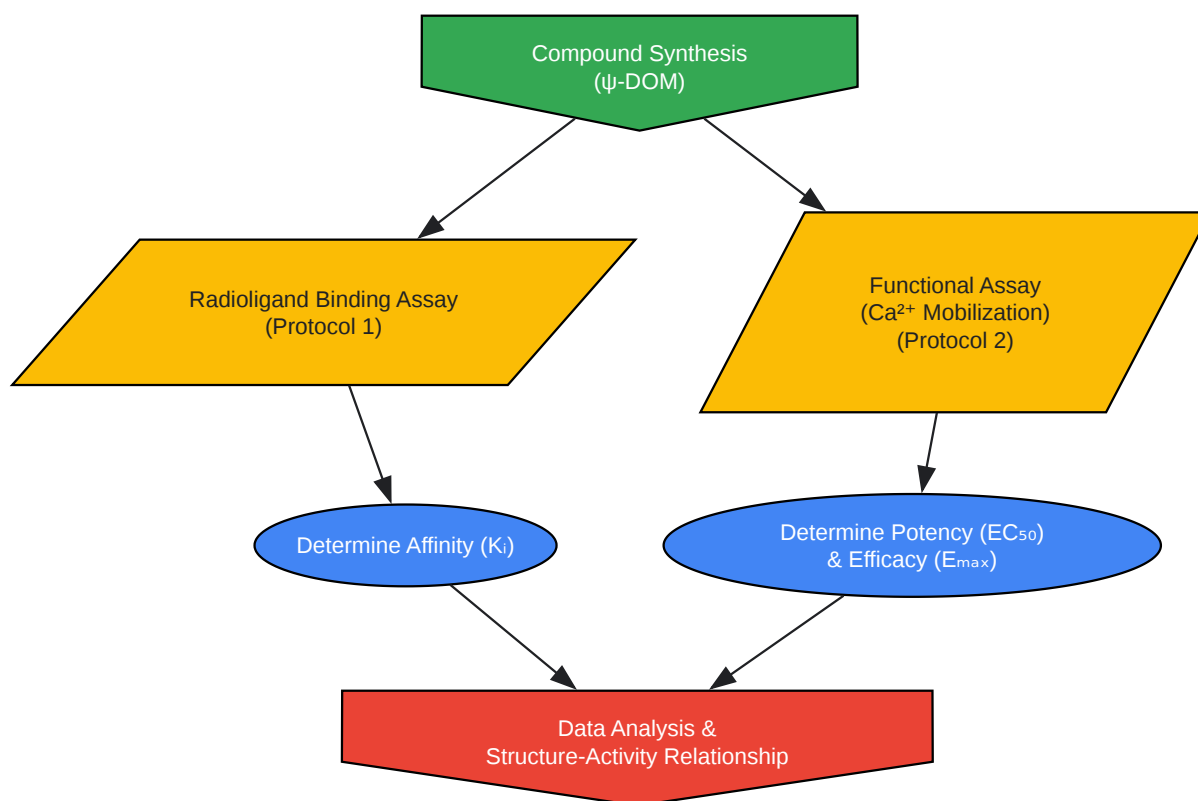 Compound Synthesis
(ψ-DOM)
Radioligand Binding Assay
(Protocol 1)
Functional Assay
(Ca²⁺ Mobilization)
(Protocol 2)
Determine Affinity (Kᵢ)
Determine Potency (EC₅₀)
& Efficacy (Eₘₐₓ)
Data Analysis &
Structure-Activity Relationship